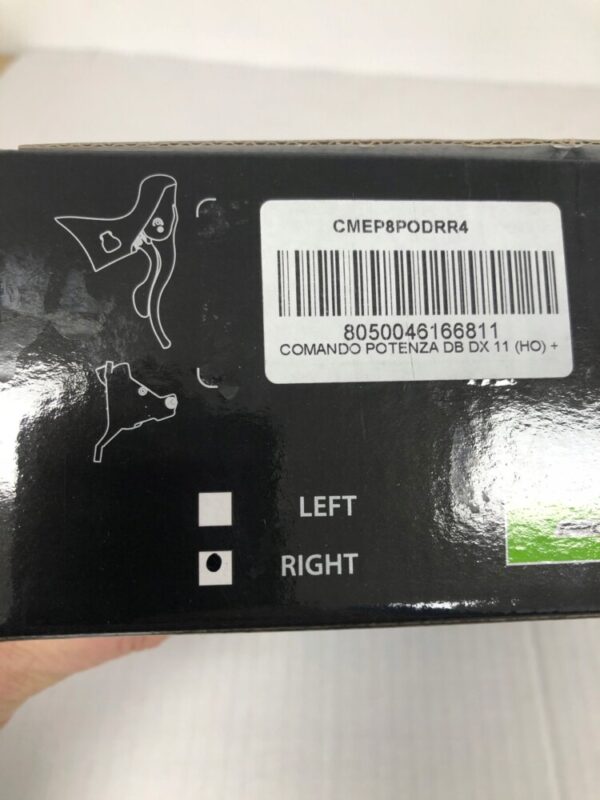 CMEP8PODRR4
8050046166811
COMANDO POTENZA DB DX 11 (HO) +
LEFT
RIGHT